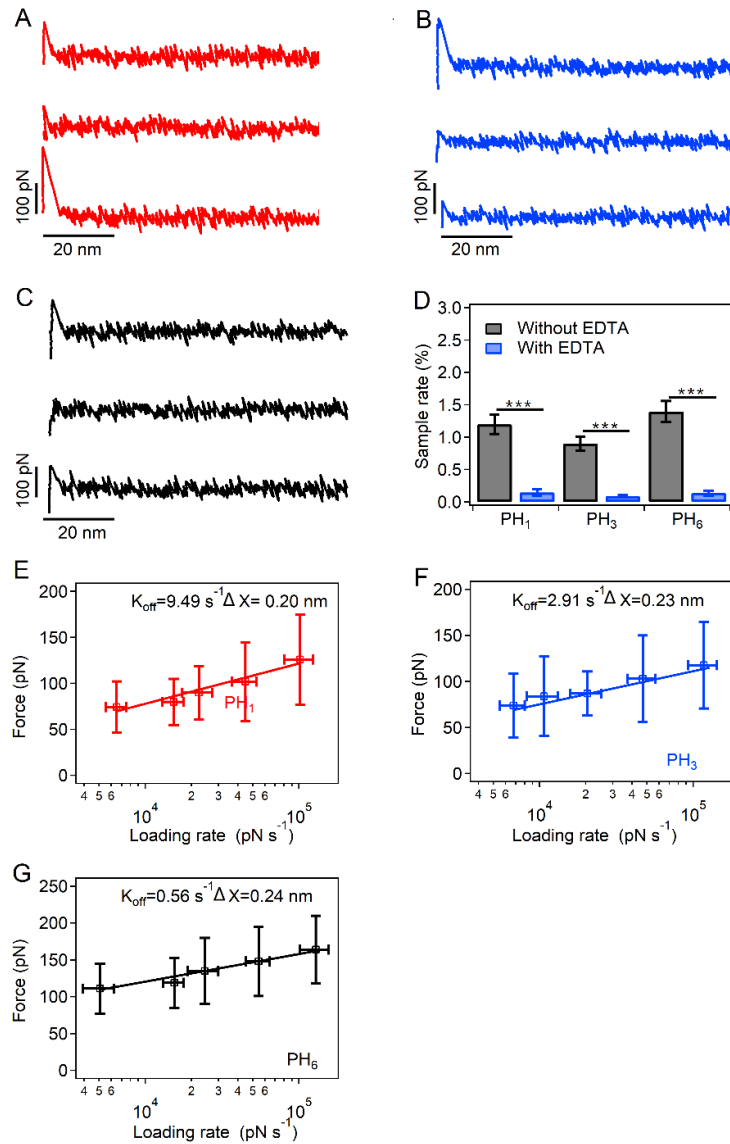 A
100 pN
20 nm
B
100 pN
20 nm
C
100 pN
20 nm
D
3.0
2.5
2.0
1.5
1.0
0.5
0.0
Sample rate (%)
Without EDTA
With EDTA
***
***
***
PH1
PH3
PH6
E
200
150
100
50
0
Force (pN)
Koff=9.49 s-1Δ X= 0.20 nm
PH1
4 5 6 10^4 2 3 4 5 6 10^5
Loading rate (pN s-1)
F
200
150
100
50
0
Force (pN)
Koff=2.91 s-1Δ X=0.23 nm
PH3
4 5 6 10^4 2 3 4 5 6 10^5
Loading rate (pN s-1)
G
250
200
150
100
50
0
Force (pN)
Koff=0.56 s-1Δ X=0.24 nm
PH6
4 5 6 10^4 2 3 4 5 6 10^5
Loading rate (pN s-1)